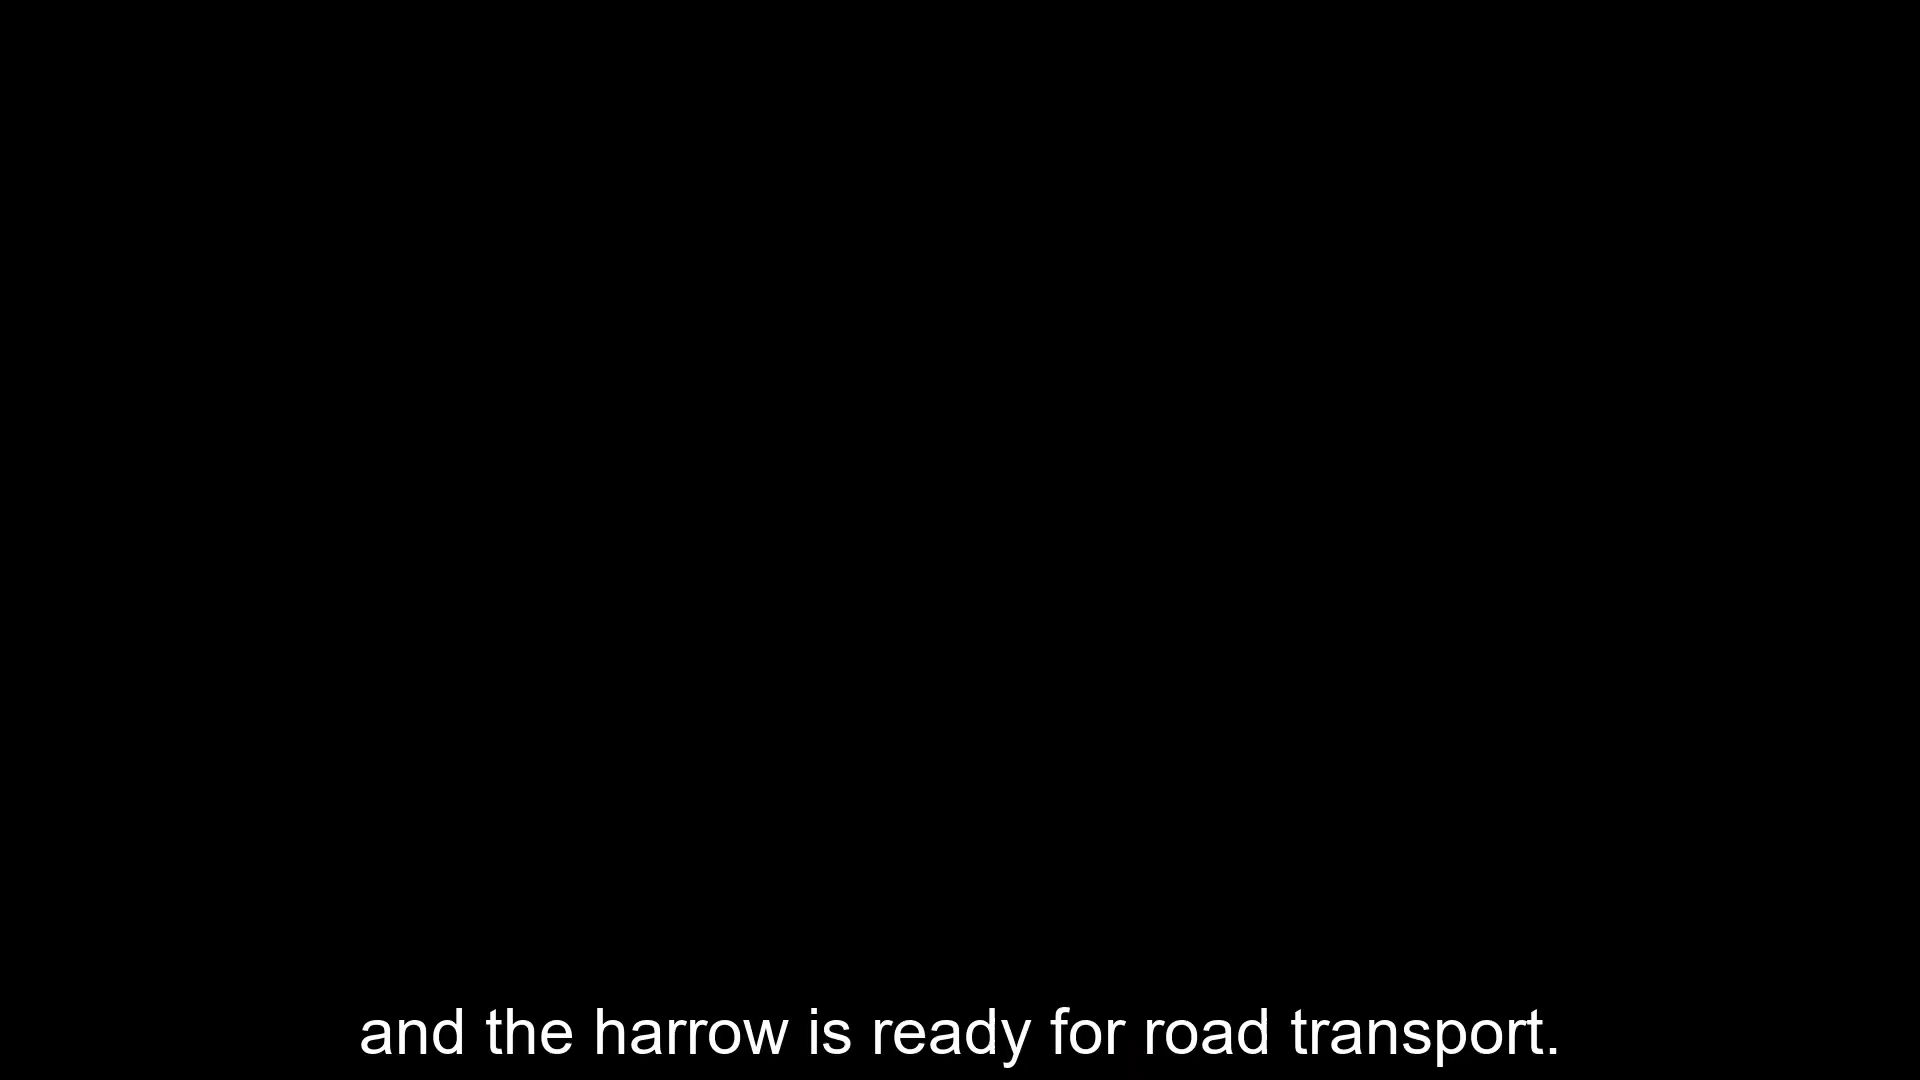 and the harrow is ready for road transport.